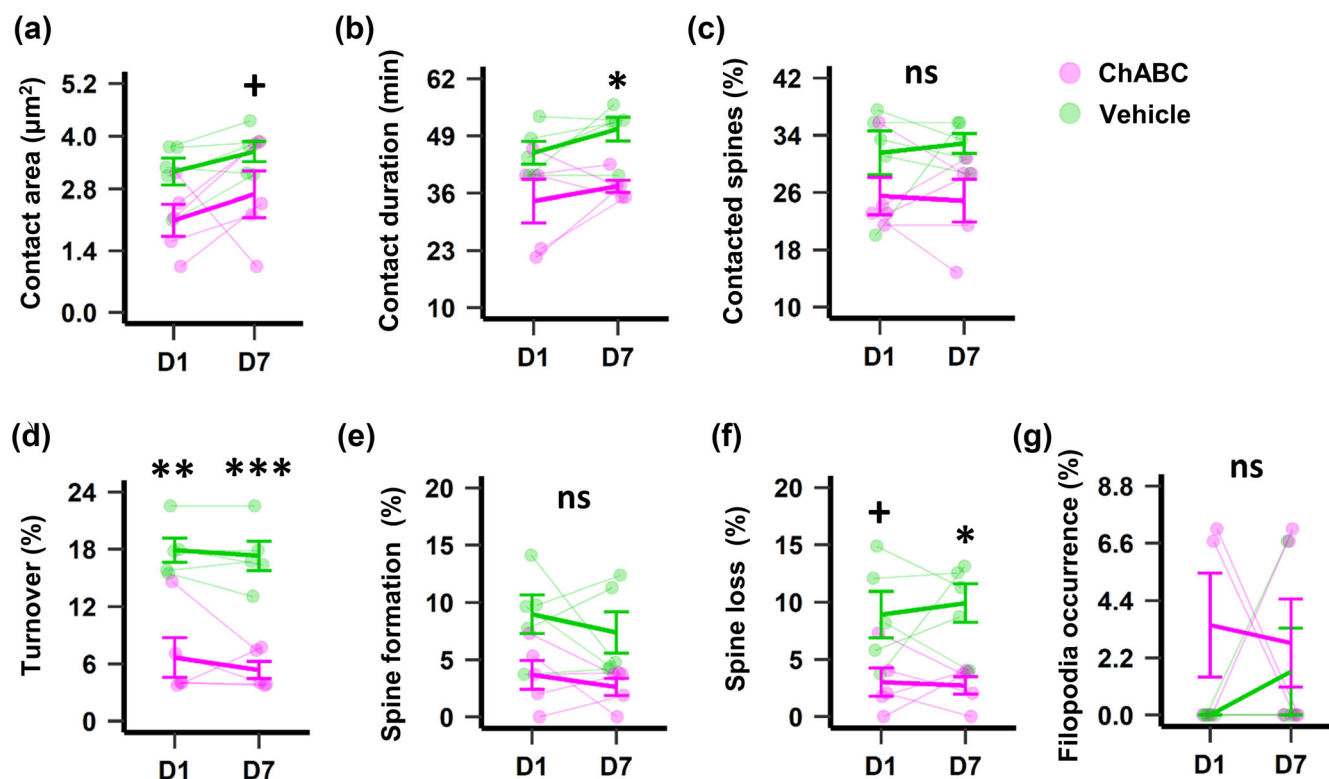 (a)
Contact area (µm²)
5.2
4.0
2.8
1.4
0.0
+
D1 D7
(b)
Contact duration (min)
62
49
36
23
10
*
D1 D7
(c)
Contacted spines (%)
42
34
26
18
10
ns
D1 D7
ChABC
Vehicle
(d)
Turnover (%)
24
18
12
6
0
** ***
D1 D7
(e)
Spine formation (%)
20
15
10
5
0
ns
D1 D7
(f)
Spine loss (%)
20
15
10
5
0
+ *
D1 D7
(g)
Filopodia occurrence (%)
8.8
6.6
4.4
2.2
0.0
ns
D1 D7